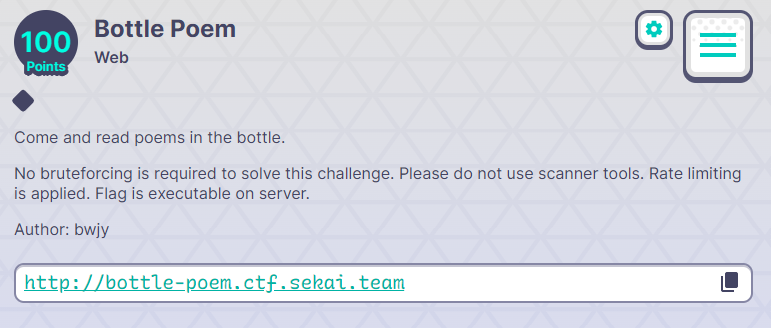 100
Points
Bottle Poem
Web
Come and read poems in the bottle.
No bruteforcing is required to solve this challenge. Please do not use scanner tools. Rate limiting
is applied. Flag is executable on server.
Author: bwjy
http://bottle-poem.ctf.sekai.team